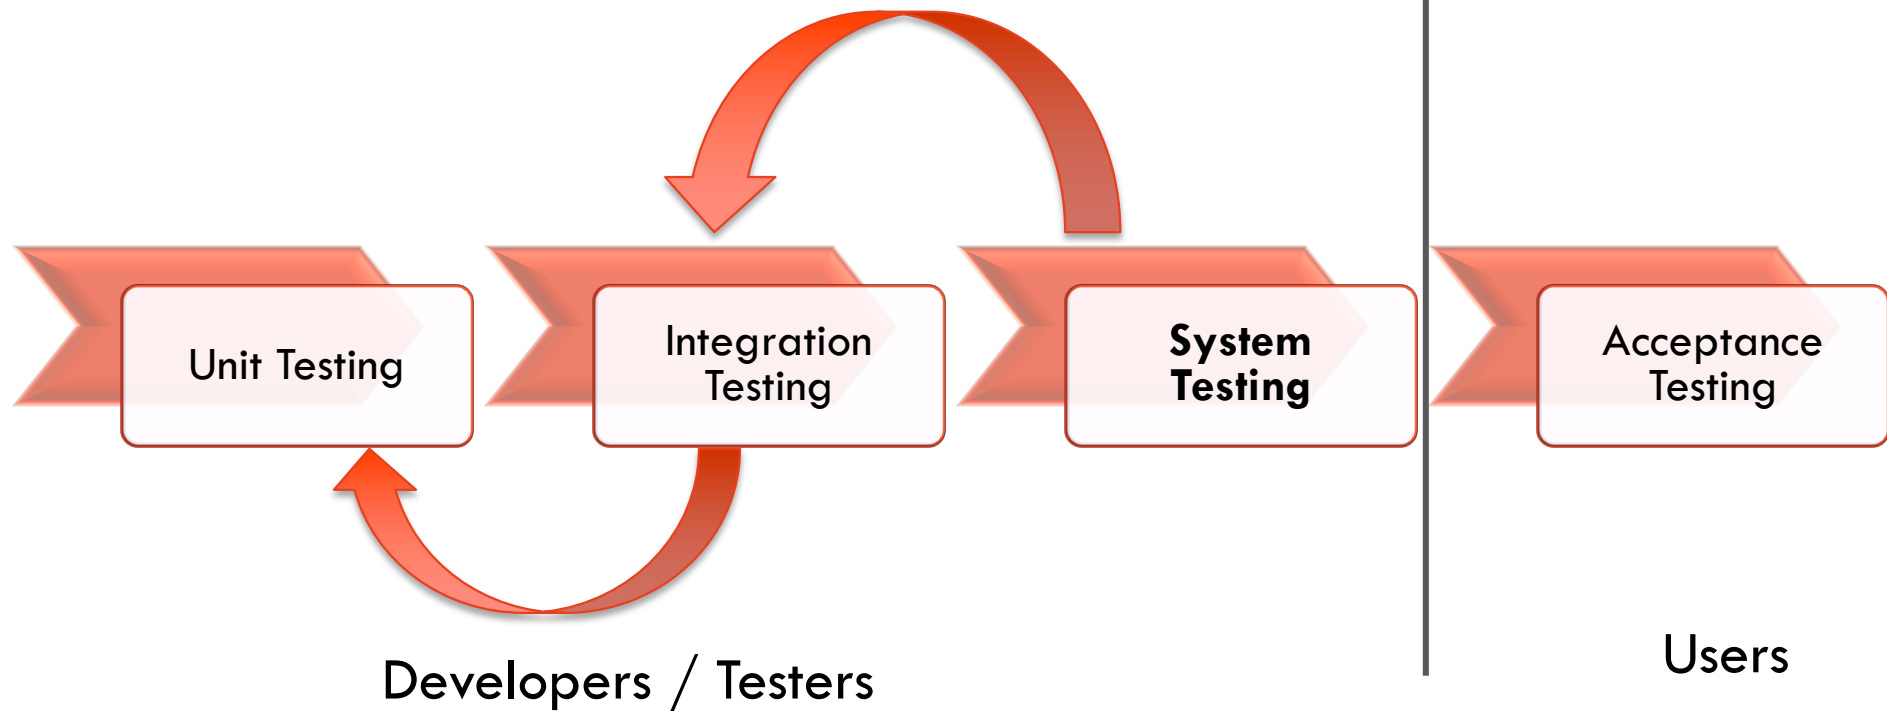 Unit Testing
Integration
Testing
System
Testing
Acceptance
Testing
Developers / Testers
Users